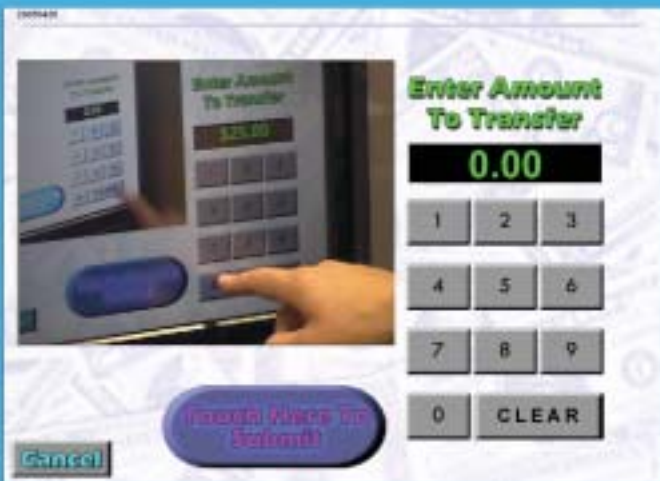 Enter Amount
To Transfer
$25.00
Enter Amount
To Transfer
0.00
1 2 3
4 5 6
7 8 9
0 CLEAR
Touch Here To
Submit
Cancel